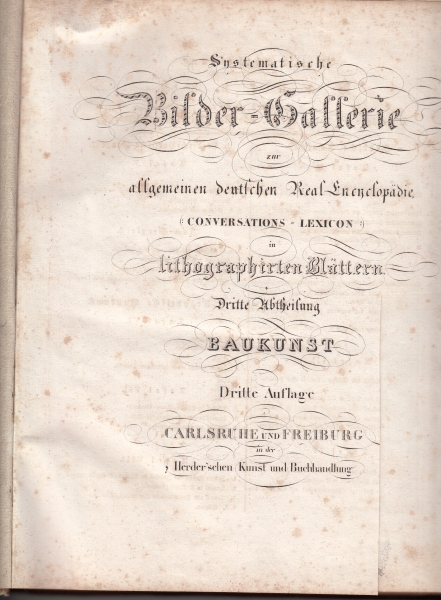 Systematische
Bilder-Gallerie
zur
allgemeinen deutschen Real-Encyclopädie
(CONVERSATIONS - LEXICON)
in
lithographirten Blättern
Dritte Abtheilung
BAUKUNST
Dritte Auflage
CARLSRUHE UND FREIBURG
in der
Herder'schen Kunst und Buchhandlung